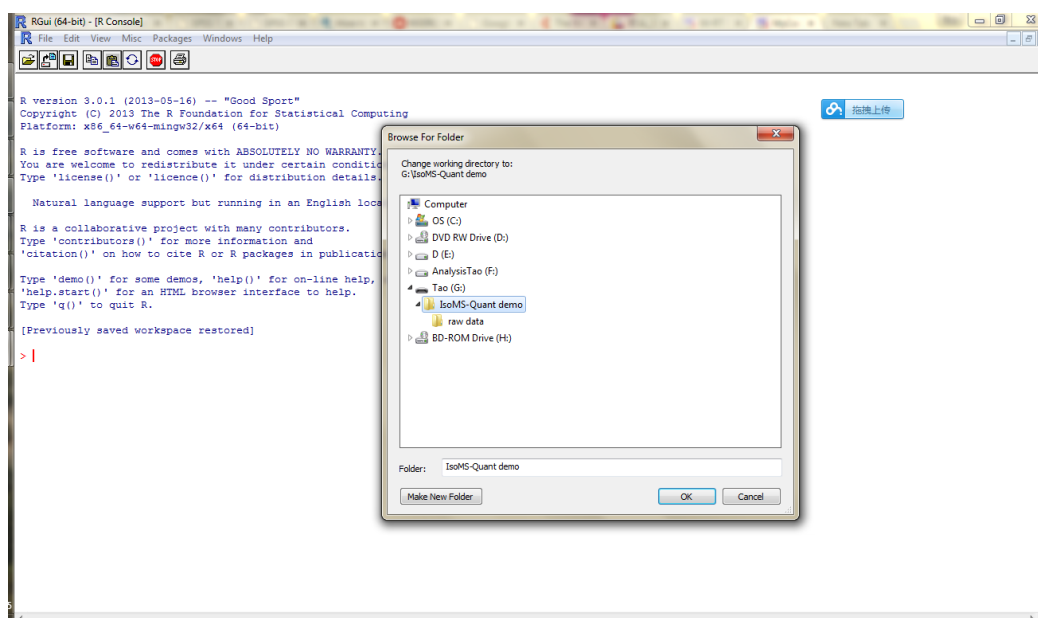 RGui (64-bit) - [R Console]
File Edit View Misc Packages Windows Help
STOP
R version 3.0.1 (2013-05-16) -- "Good Sport"
Copyright (C) 2013 The R Foundation for Statistical Computing
Platform: x86_64-w64-mingw32/x64 (64-bit)
R is free software and comes with ABSOLUTELY NO WARRANTY.
You are welcome to redistribute it under certain conditio
Type 'license()' or 'licence()' for distribution details.
Natural language support but running in an English loca
R is a collaborative project with many contributors.
Type 'contributors()' for more information and
'citation()' on how to cite R or R packages in publicatio
Type 'demo()' for some demos, 'help()' for on-line help,
'help.start()' for an HTML browser interface to help.
Type 'q()' to quit R.
[Previously saved workspace restored]
>
拖拽上传
Browse For Folder
Change working directory to:
G:\IsoMS-Quant demo
Computer
OS (C:)
DVD RW Drive (D:)
D (E:)
AnalysisTao (F:)
Tao (G:)
IsoMS-Quant demo
raw data
BD-ROM Drive (H:)
Folder: IsoMS-Quant demo
Make New Folder OK Cancel